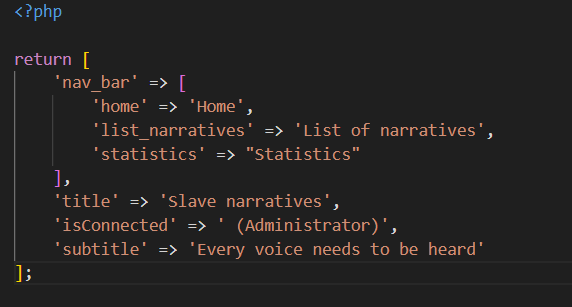 <?php
return [
'nav_bar' => [
'home' => 'Home',
'list_narratives' => 'List of narratives',
'statistics' => "Statistics"
],
'title' => 'Slave narratives',
'isConnected' => ' (Administrator)',
'subtitle' => 'Every voice needs to be heard'
];